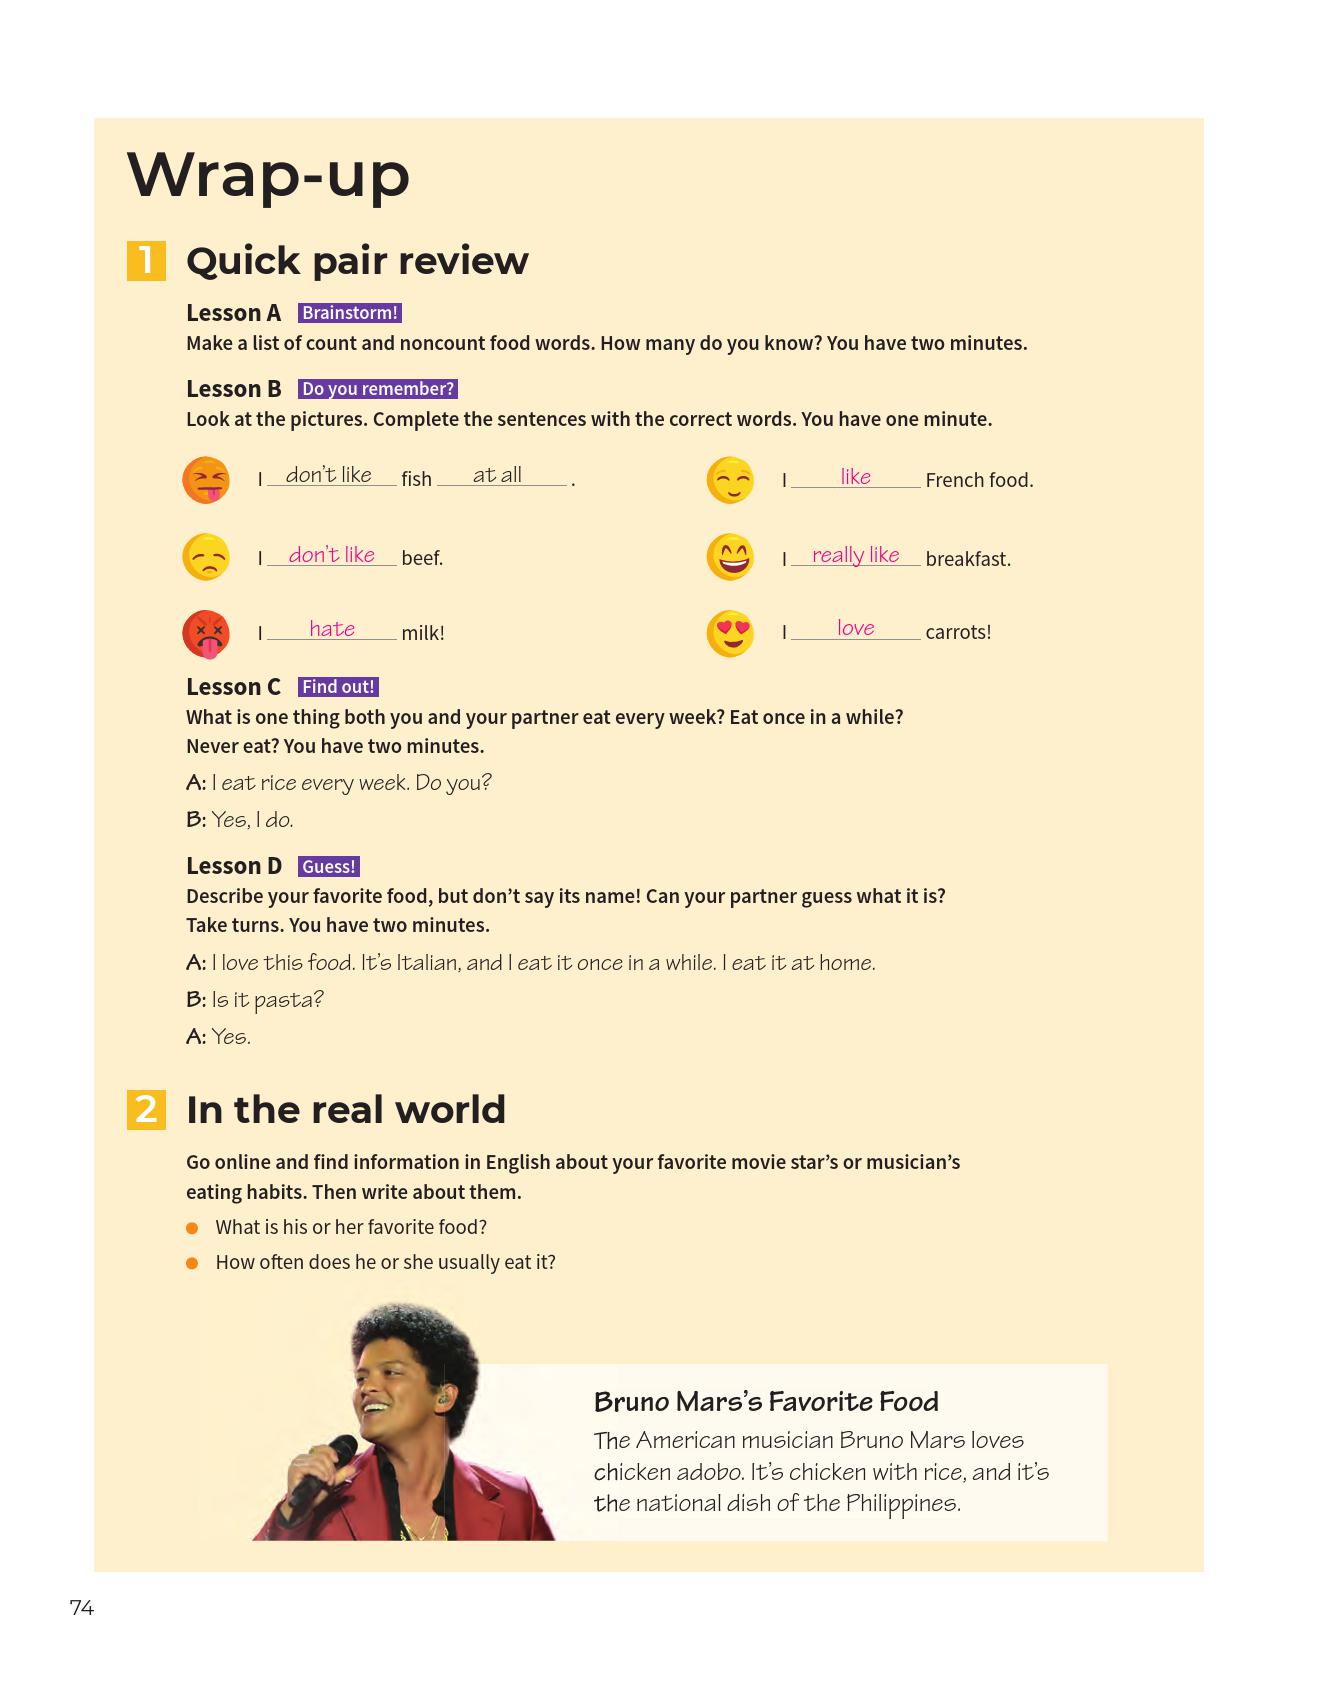 Wrap-up
1 Quick pair review
Lesson A Brainstorm!
Make a list of count and noncount food words. How many do you know? You have two minutes.
Lesson B Do you remember?
Look at the pictures. Complete the sentences with the correct words. You have one minute.
I don’t like fish at all .
I like French food.
I don’t like beef.
I really like breakfast.
I hate milk!
I love carrots!
Lesson C Find out!
What is one thing both you and your partner eat every week? Eat once in a while?
Never eat? You have two minutes.
A: I eat rice every week. Do you?
B: Yes, I do.
Lesson D Guess!
Describe your favorite food, but don’t say its name! Can your partner guess what it is?
Take turns. You have two minutes.
A: I love this food. It’s Italian, and I eat it once in a while. I eat it at home.
B: Is it pasta?
A: Yes.
2 In the real world
Go online and find information in English about your favorite movie star’s or musician’s
eating habits. Then write about them.
● What is his or her favorite food?
● How often does he or she usually eat it?
Bruno Mars’s Favorite Food
The American musician Bruno Mars loves
chicken adobo. It’s chicken with rice, and it’s
the national dish of the Philippines.
74